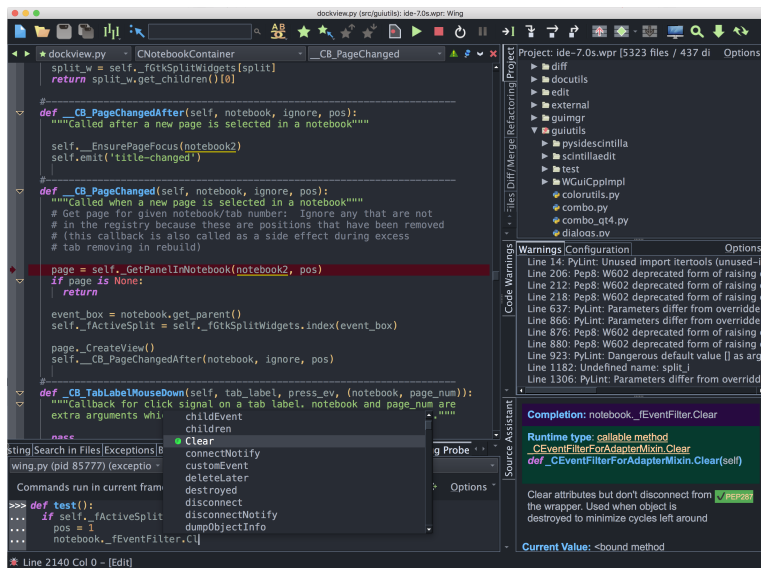 dockview.py (src/guiutils): ide-7.0s.wpr: Wing
dockview.py
CNotebookContainer
__CB_PageChanged
split_w = self._fGtkSplitWidgets[split]
return split_w.get_children()[0]
#
def __CB_PageChangedAfter(self, notebook, ignore, pos):
"""Called after a new page is selected in a notebook"""
self.__EnsurePageFocus(notebook2)
self.emit('title-changed')
#
def __CB_PageChanged(self, notebook, ignore, pos):
"""Called when a new page is selected in a notebook"""
# Get page for given notebook/tab number:  Ignore any that are not
# in the registry because these are positions that have been removed
# (this callback is also called as a side effect during excess
# tab removing in rebuild)
page = self._GetPanelInNotebook(notebook2, pos)
if page is None:
return
event_box = notebook.get_parent()
self._fActiveSplit = self._fGtkSplitWidgets.index(event_box)
page._CreateView()
self.__CB_PageChangedAfter(notebook, ignore, pos)
#
def _CB_TabLabelMouseDown(self, tab_label, press_ev, (notebook, page_num)):
"""Callback for click signal on a tab label. notebook and page_num are
extra arguments whi
."""
pass
childEvent
children
Clear
connectNotify
customEvent
deleteLater
destroyed
disconnect
disconnectNotify
dumpObjectInfo
sting Search in Files Exceptions B
g Probe
wing.py (pid 85777) (exceptio
Commands run in current fram
Options
>>> def test():
... if self._fActiveSplit
... pos = 1
... notebook._fEventFilter.Cl
Line 2140 Col 0 – [Edit]
Project
Files Diff/Merge Refactoring
Project: ide-7.0s.wpr [5323 files / 437 di
Options
diff
docutils
edit
external
guimgr
guiutils
pysidescintilla
scintillaedit
test
WGuiCppImpl
colorutils.py
combo.py
combo_qt4.py
dialogs.py
Code Warnings
Warnings
Configuration
Options
Line 14: PyLint: Unused import itertools (unused-i
Line 206: Pep8: W602 deprecated form of raising
Line 212: Pep8: W602 deprecated form of raising
Line 218: Pep8: W602 deprecated form of raising
Line 637: PyLint: Parameters differ from overridde
Line 866: PyLint: Parameters differ from overridde
Line 876: Pep8: W602 deprecated form of raising
Line 880: Pep8: W602 deprecated form of raising
Line 923: PyLint: Dangerous default value [] as arg
Line 1182: Undefined name: split_i
Line 1306: PyLint: Parameters differ from overridd
Source Assistant
Completion: notebook._fEventFilter.Clear
Runtime type: callable method
_CEventFilterForAdapterMixin.Clear
def _CEventFilterForAdapterMixin.Clear(self)
Clear attributes but don't disconnect from
✓PEP287
the wrapper. Used when object is
destroyed to minimize cycles left around
Current Value: <bound method